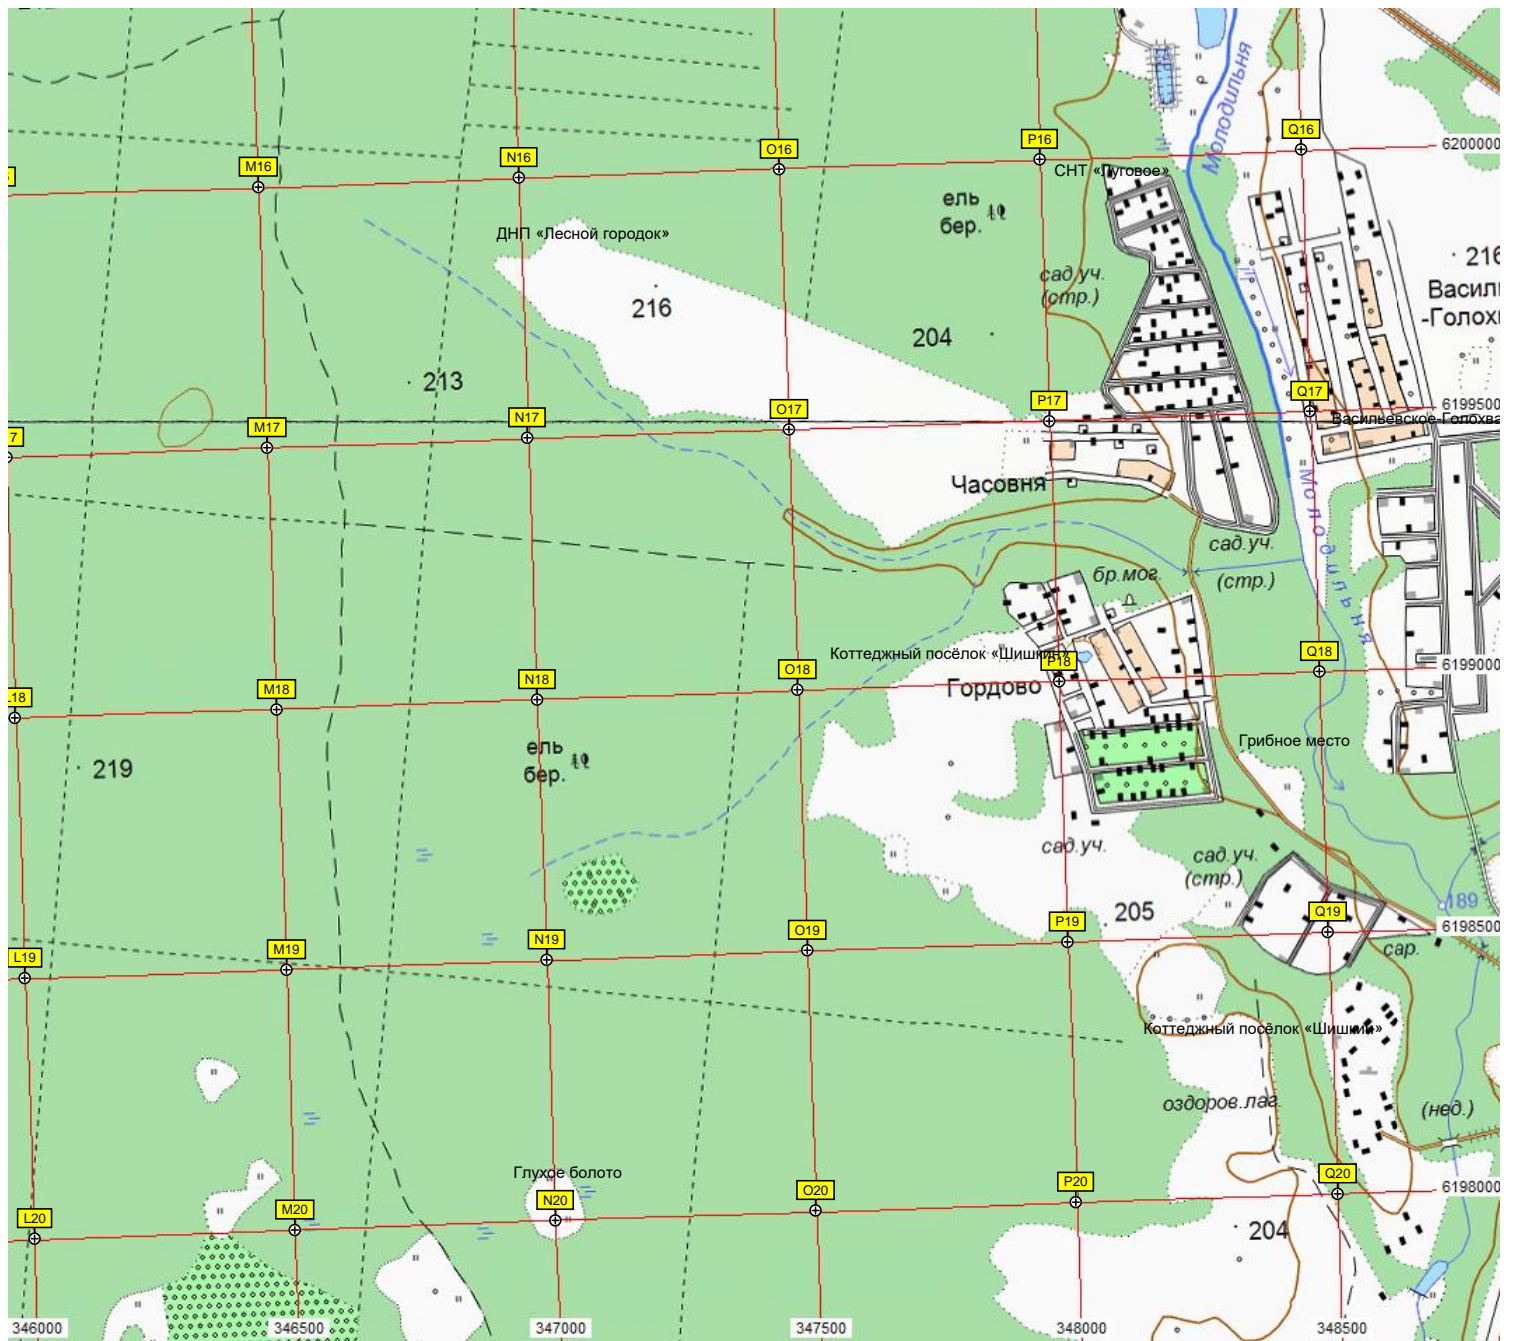 Молодильня
Q16
P16
6200000
O16
N16
M16
СНТ «Луговое»
ель
бер.
ДНП «Лесной городок»
216
сад.уч.
(стр.)
216
204
213
Q17
P17
6199500
O17
N17
M17
Васильевское-Голохва
Часовня
Молодильня
сад.уч.
(стр.)
бр.мог.
Коттеджный посёлок «Шишкин»
Q18
P18
6199000
O18
N18
M18
L18
Гордово
Грибное место
ель
бер.
219
сад.уч.
сад.уч.
(стр.)
189
205
Q19
P19
6198500
O19
N19
M19
L19
сар.
Коттеджный посёлок «Шишкин»
оздоров.лаг.
(нед.)
Глухое болото
Q20
P20
6198000
O20
N20
M20
L20
204
346000
346500
347000
347500
348000
348500